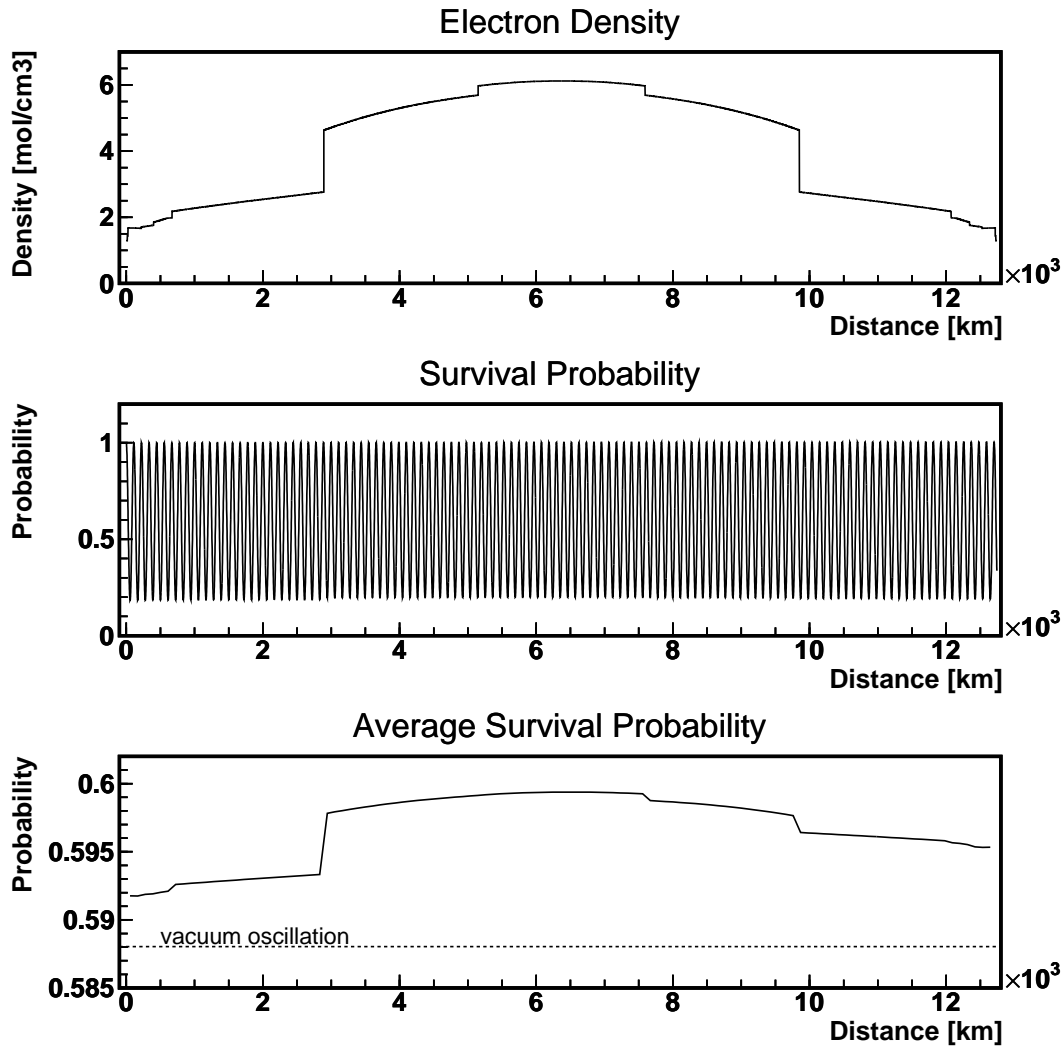 Electron Density
Density [mol/cm3]
6
4
2
0
0 2 4 6 8 10 12
×10³
Distance [km]
Survival Probability
Probability
1
0.5
0
0 2 4 6 8 10 12
×10³
Distance [km]
Average Survival Probability
Probability
0.6
0.595
0.59
vacuum oscillation
0.585
0 2 4 6 8 10 12
×10³
Distance [km]